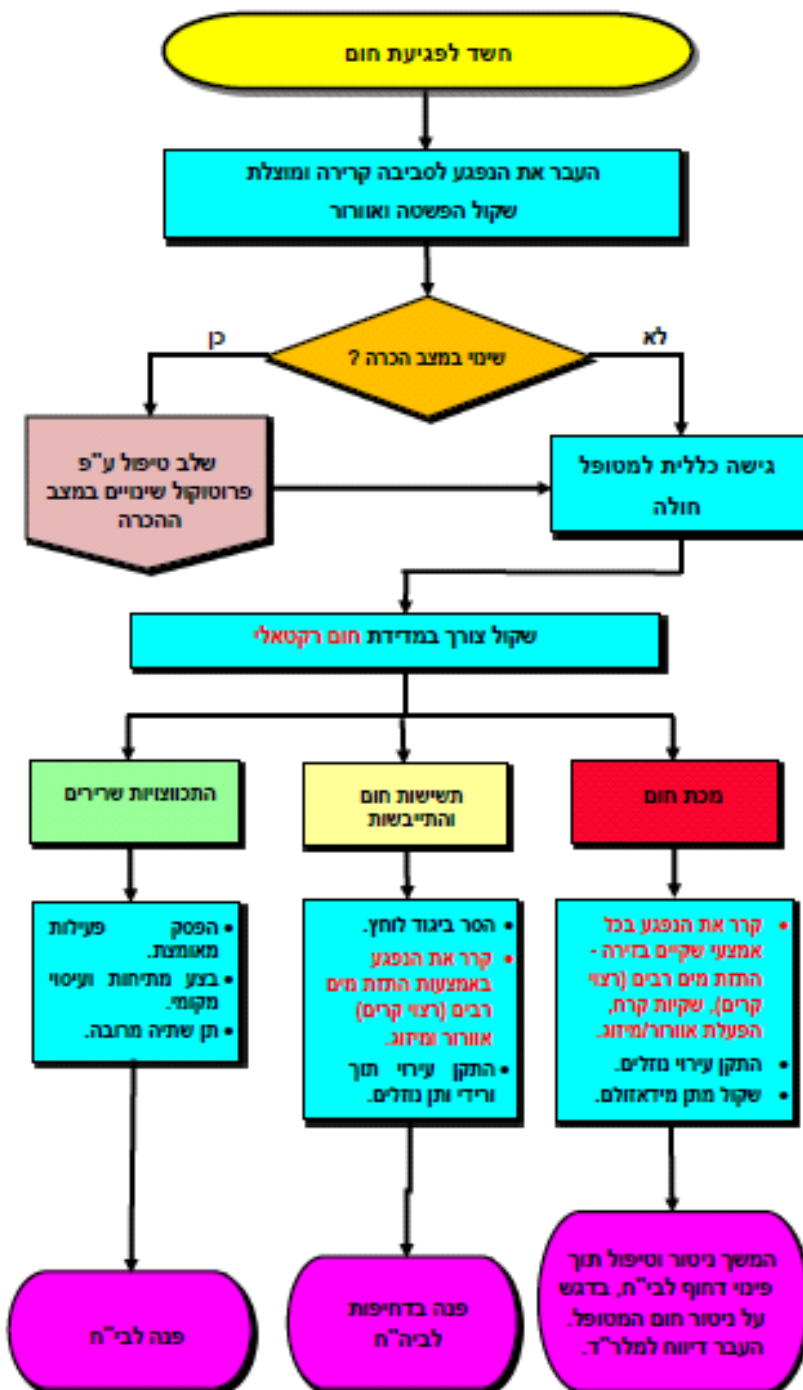 חשד לפגיעת חום
העבר את הנפגע לסביבה קרירה ומוצלת
שקול הפשטה ואוורור
שינוי במצב הכרה ?
כן
לא
שלב טיפול ע"פ
פרוטוקול שינויים במצב
ההכרה
גישה כללית למטופל
חולה
שקול צורך במדידת חום רקטאלי
מכת חום
תשישות חום
והתייבשות
התכווצויות שרירים
• קרר את הנפגע בכל
אמצעי שקיים בזירה -
התזת מים רבים (רצוי
קרים), שקיות קרח,
הפעלת אוורור/מיזוג.
• התקן עירוי נוזלים.
• שקול מתן מידאזולם.
• הסר ביגוד לוחץ.
• קרר את הנפגע
באמצעות התזת מים
רבים (רצוי קרים)
אוורור ומיזוג.
• התקן עירוי תוך
ורידי ותן נוזלים.
• הפסק פעילות
מאומצת.
• בצע מתיחות ועיסוי
מקומי.
• תן שתיה מרובה.
המשך ניטור וטיפול תוך
פינוי דחוף לבי"ח, בדגש
על ניטור חום המטופל.
העבר דיווח למלר"ד.
פנה בדחיפות
לביה"ח
פנה לבי"ח